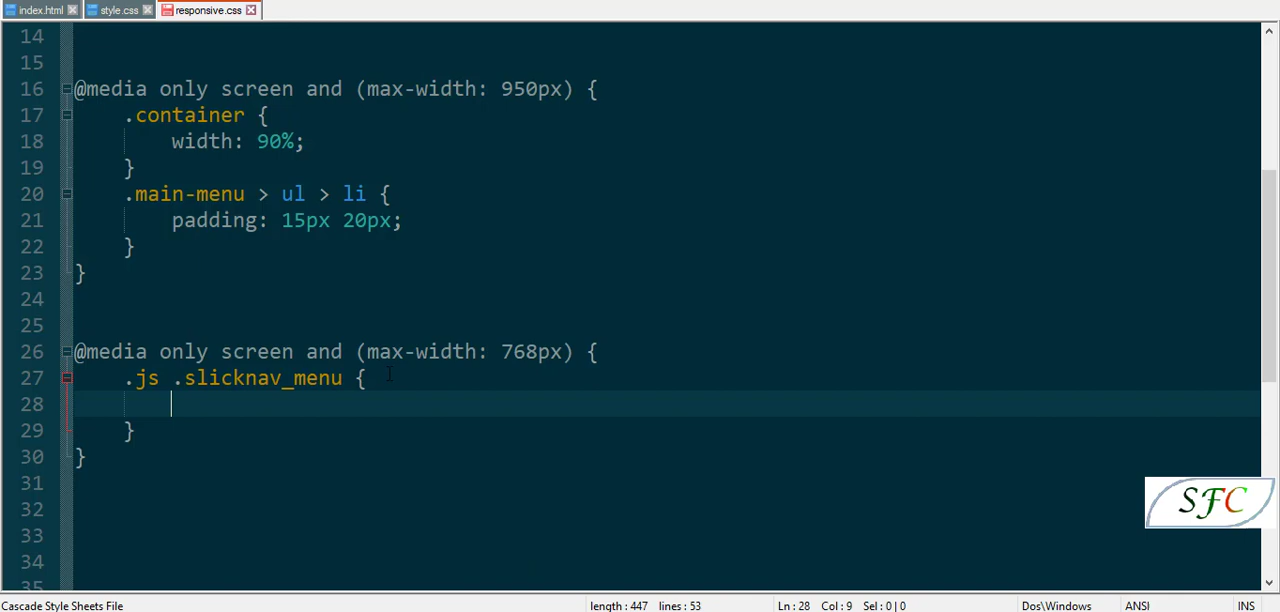 index.html
style.css
responsive.css
14
15
16 @media only screen and (max-width: 950px) {
17 .container {
18 width: 90%;
19 }
20 .main-menu > ul > li {
21 padding: 15px 20px;
22 }
23 }
24
25
26 @media only screen and (max-width: 768px) {
27 .js .slicknav_menu {
28
29 }
30 }
31
32
33
34
35
SFC
Cascade Style Sheets File length : 447 lines : 53 Ln : 28 Col : 9 Sel : 0 | 0 Dos\Windows ANSI INS